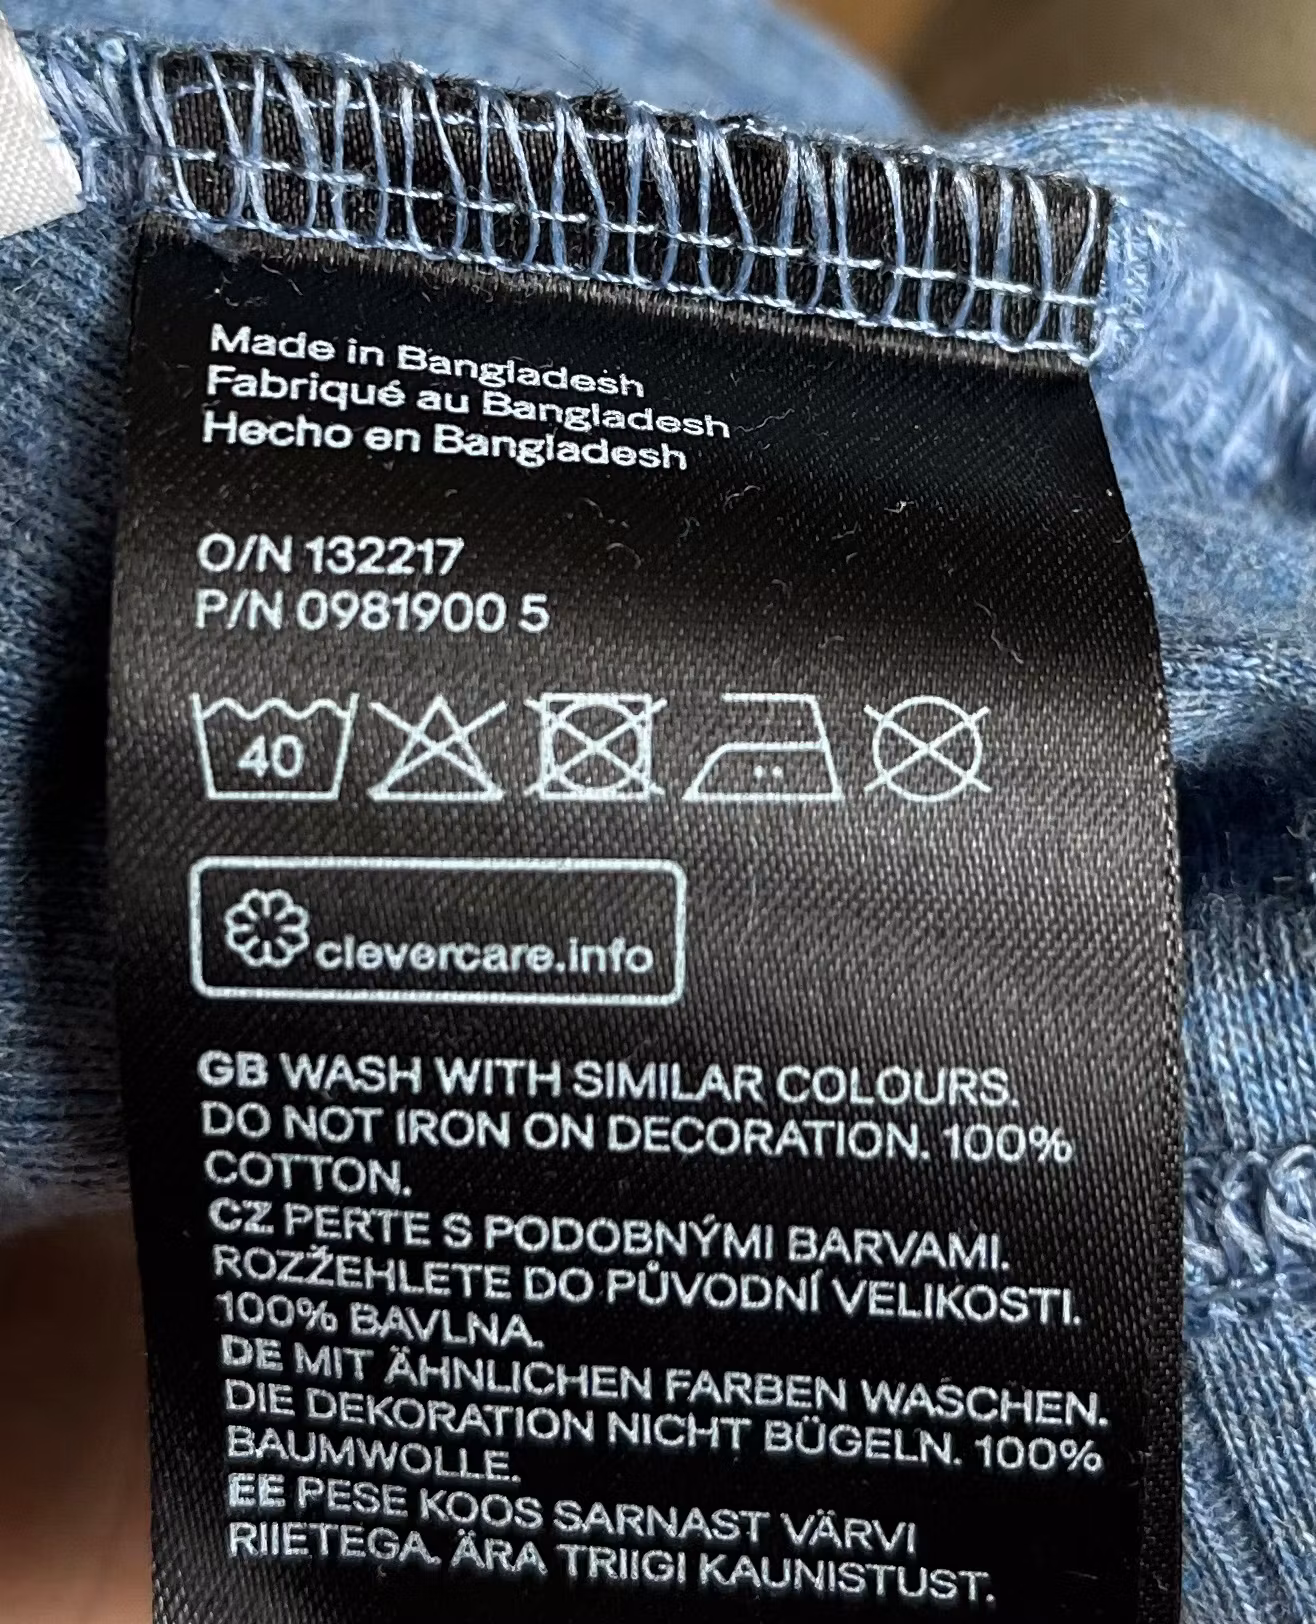 Made in Bangladesh
Fabriqué au Bangladesh
Hecho en Bangladesh
O/N 132217
P/N 0981900 5
40
clevercare.info
GB WASH WITH SIMILAR COLOURS.
DO NOT IRON ON DECORATION. 100%
COTTON.
CZ PERTE S PODOBNÝMI BARVAMI.
ROZŽEHLETE DO PŮVODNÍ VELIKOSTI.
100% BAVLNA.
DE MIT ÄHNLICHEN FARBEN WASCHEN.
DIE DEKORATION NICHT BÜGELN. 100%
BAUMWOLLE.
EE PESE KOOS SARNAST VÄRVI
RIIETEGA. ÄRA TRIIGI KAUNISTUST.